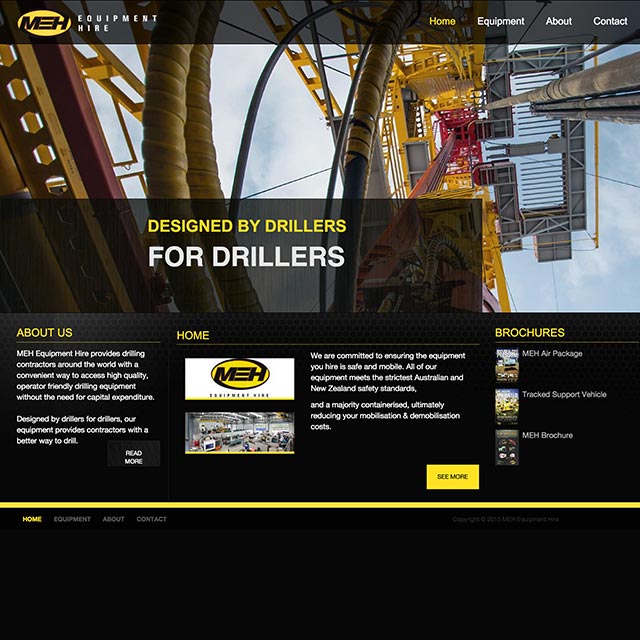 MEH EQUIPMENT
HIRE
Home Equipment About Contact
DESIGNED BY DRILLERS
FOR DRILLERS
ABOUT US
MEH Equipment Hire provides drilling
contractors around the world with a
convenient way to access high quality,
operator friendly drilling equipment
without the need for capital expenditure.
Designed by drillers for drillers, our
equipment provides contractors with a
better way to drill.
READ
MORE
HOME
MEH
EQUIPMENT HIRE
We are committed to ensuring the equipment
you hire is safe and mobile. All of our
equipment meets the strictest Australian and
New Zealand safety standards,
and a majority containerised, ultimately
reducing your mobilisation & demobilisation
costs.
SEE MORE
BROCHURES
MEH Air Package
Tracked Support Vehicle
MEH Brochure
HOME EQUIPMENT ABOUT CONTACT
Copyright © 2015 MEH Equipment Hire